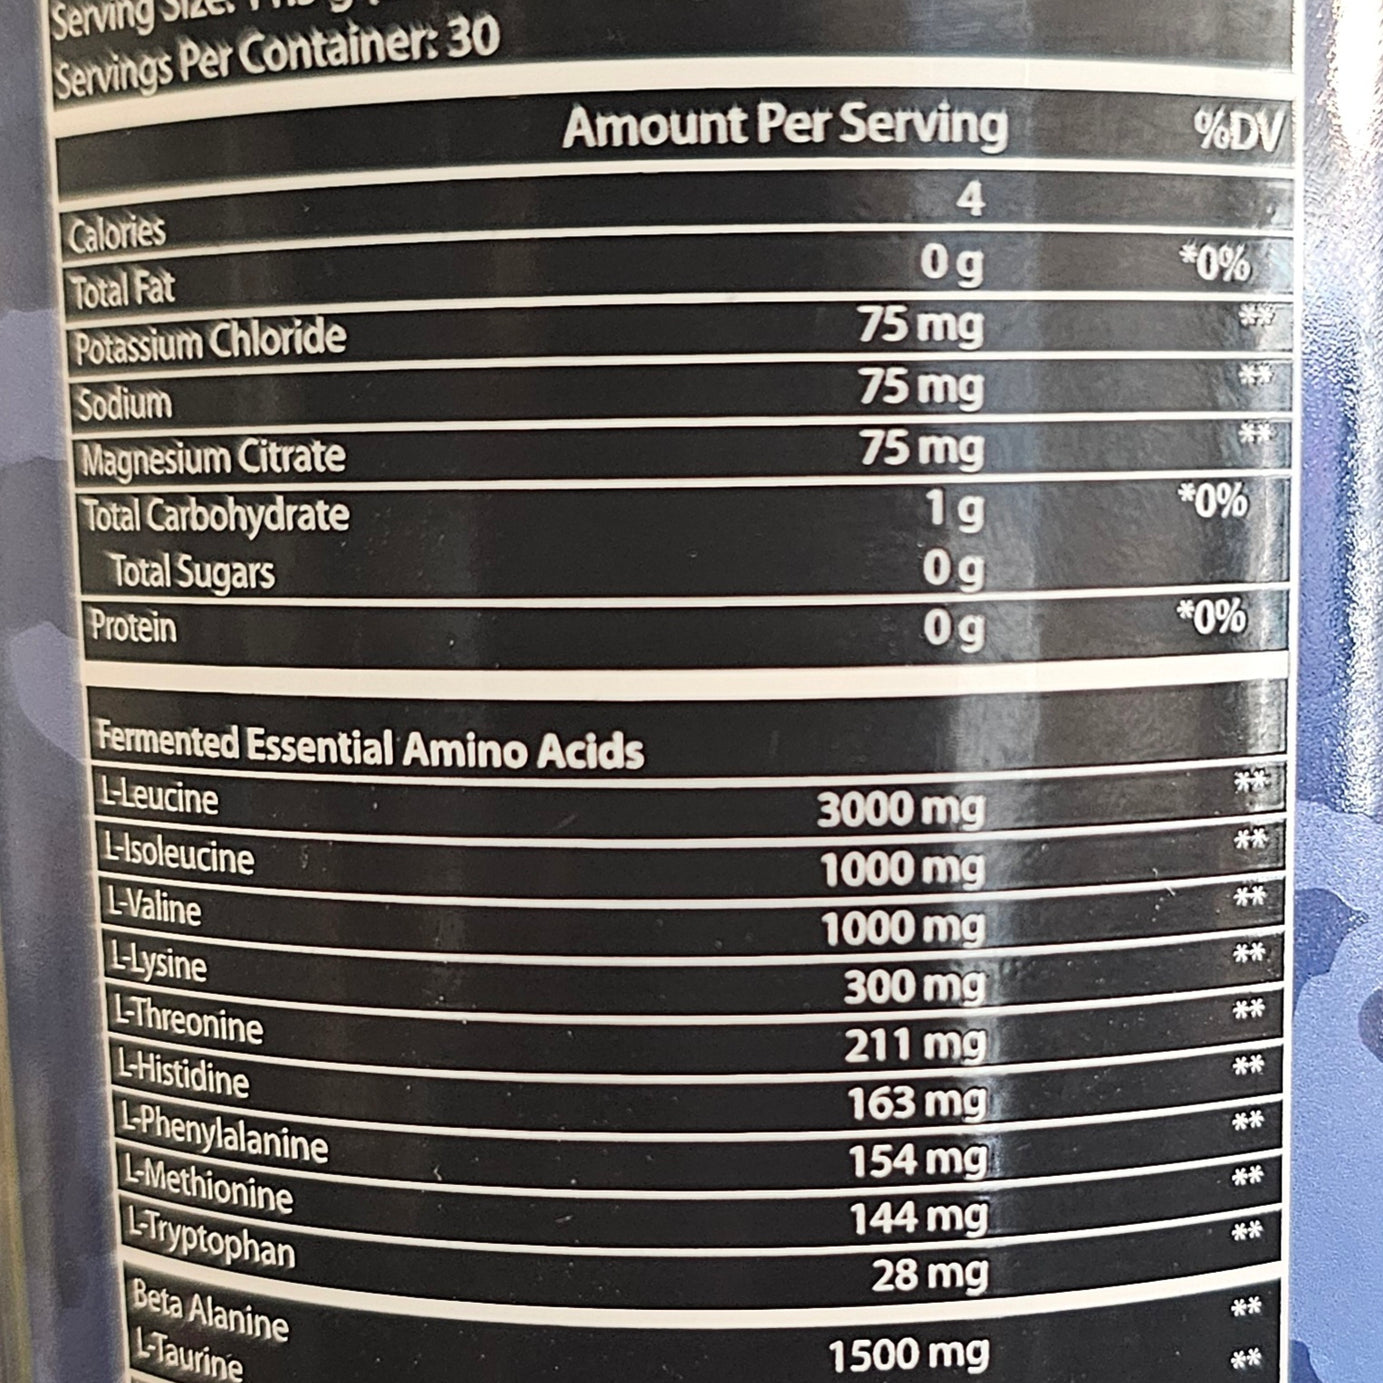 Serving Size:
Servings Per Container: 30
Amount Per Serving %DV
Calories 4
Total Fat 0 g *0%
Potassium Chloride 75 mg **
Sodium 75 mg **
Magnesium Citrate 75 mg **
Total Carbohydrate 1 g *0%
Total Sugars 0 g
Protein 0 g *0%
Fermented Essential Amino Acids
L-Leucine 3000 mg **
L-Isoleucine 1000 mg **
L-Valine 1000 mg **
L-Lysine 300 mg **
L-Threonine 211 mg **
L-Histidine 163 mg **
L-Phenylalanine 154 mg **
L-Methionine 144 mg **
L-Tryptophan 28 mg **
Beta Alanine 1500 mg **
L-Taurine **